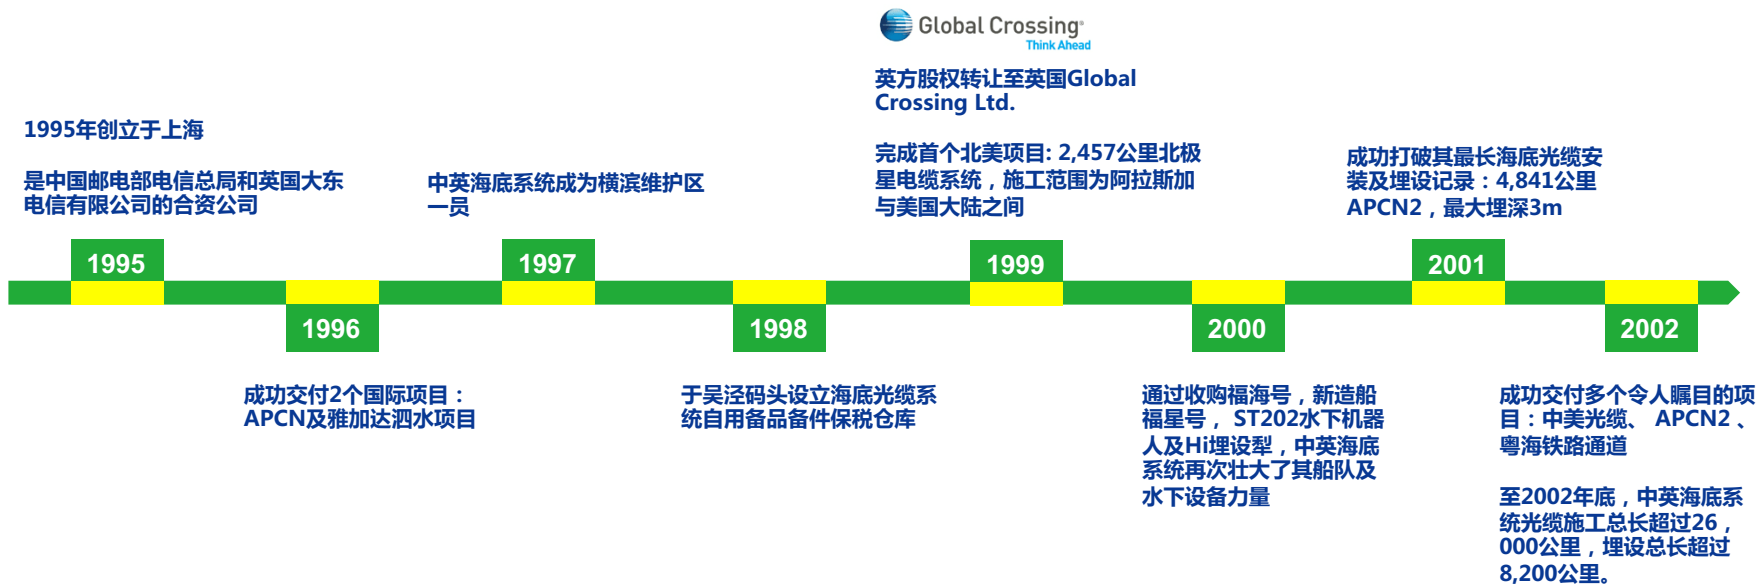 Global Crossing
Think Ahead
英方股权转让至英国Global
Crossing Ltd.
完成首个北美项目: 2,457公里北极
星电缆系统，施工范围为阿拉斯加
与美国大陆之间
1995年创立于上海
是中国邮电部电信总局和英国大东
电信有限公司的合资公司
中英海底系统成为横滨维护区
一员
成功打破其最长海底光缆安
装及埋设记录：4,841公里
APCN2，最大埋深3m
1995
1997
1999
2001
1996
1998
2000
2002
成功交付2个国际项目：
APCN及雅加达泗水项目
于吴泾码头设立海底光缆系
统自用备品备件保税仓库
通过收购福海号，新造船
福星号， ST202水下机器
人及Hi埋设犁，中英海底
系统再次壮大了其船队及
水下设备力量
成功交付多个令人瞩目的项
目：中美光缆、 APCN2 、
粤海铁路通道
至2002年底，中英海底系
统光缆施工总长超过26，
000公里，埋设总长超过
8,200公里。